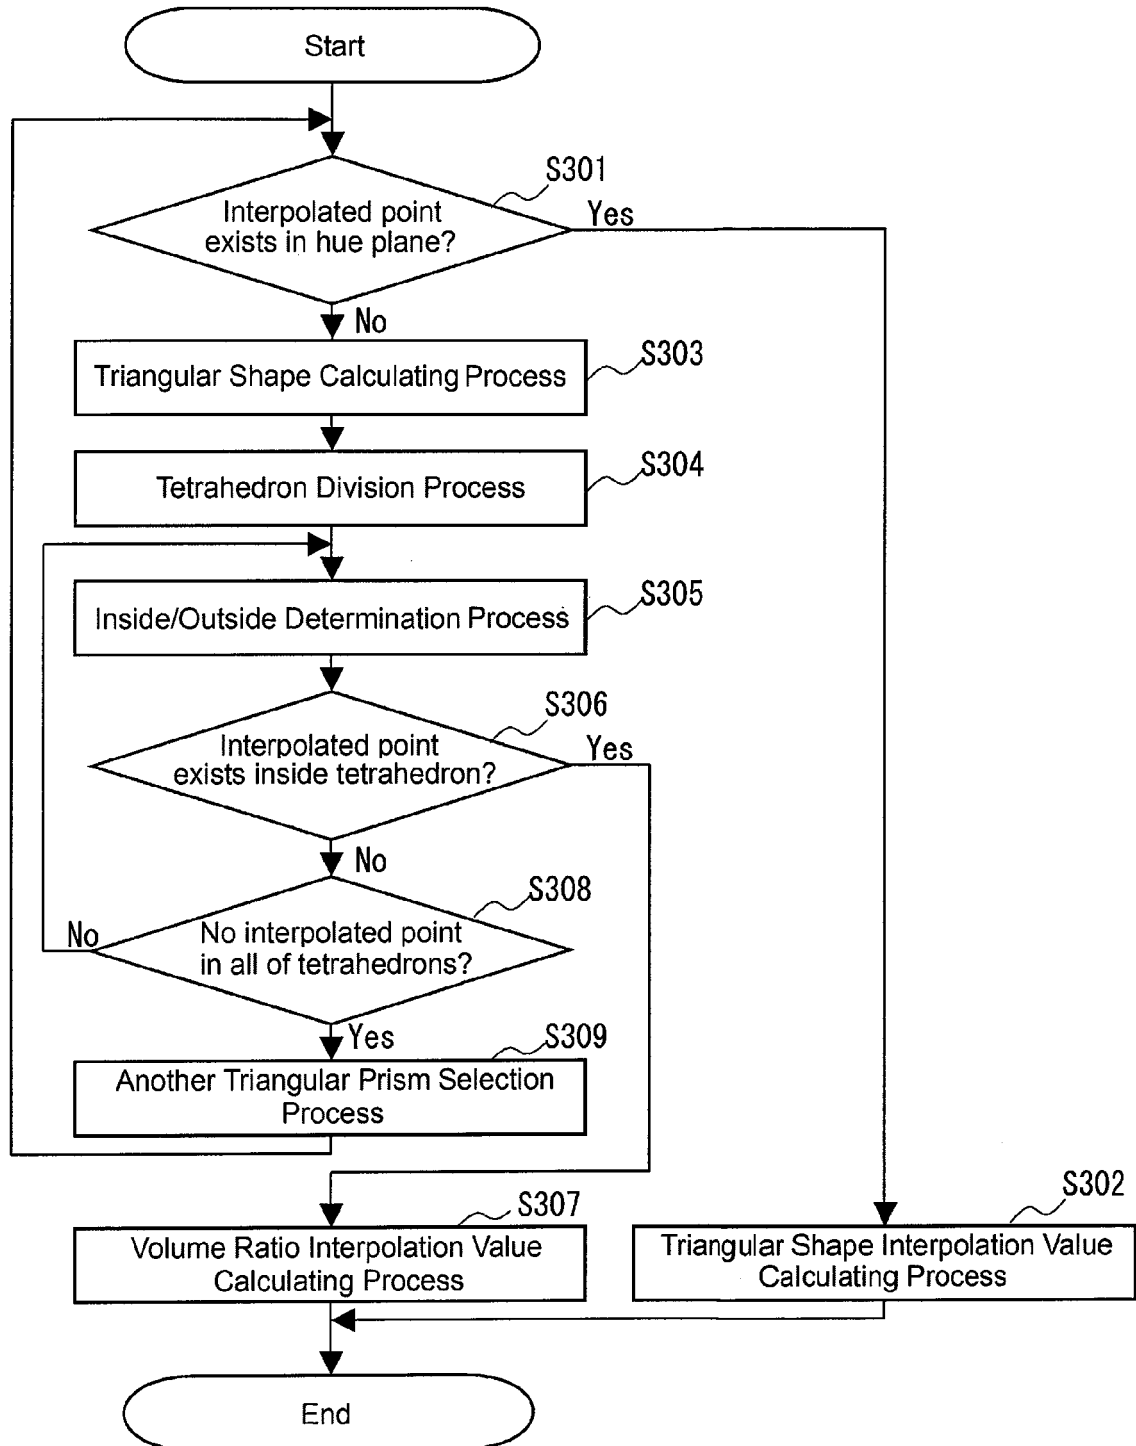 Start
S301
Interpolated point
exists in hue plane?
Yes
No
S303
Triangular Shape Calculating Process
S304
Tetrahedron Division Process
S305
Inside/Outside Determination Process
S306
Interpolated point
exists inside tetrahedron?
Yes
No
S308
No interpolated point
in all of tetrahedrons?
No
Yes
S309
Another Triangular Prism Selection
Process
S307
Volume Ratio Interpolation Value
Calculating Process
S302
Triangular Shape Interpolation Value
Calculating Process
End